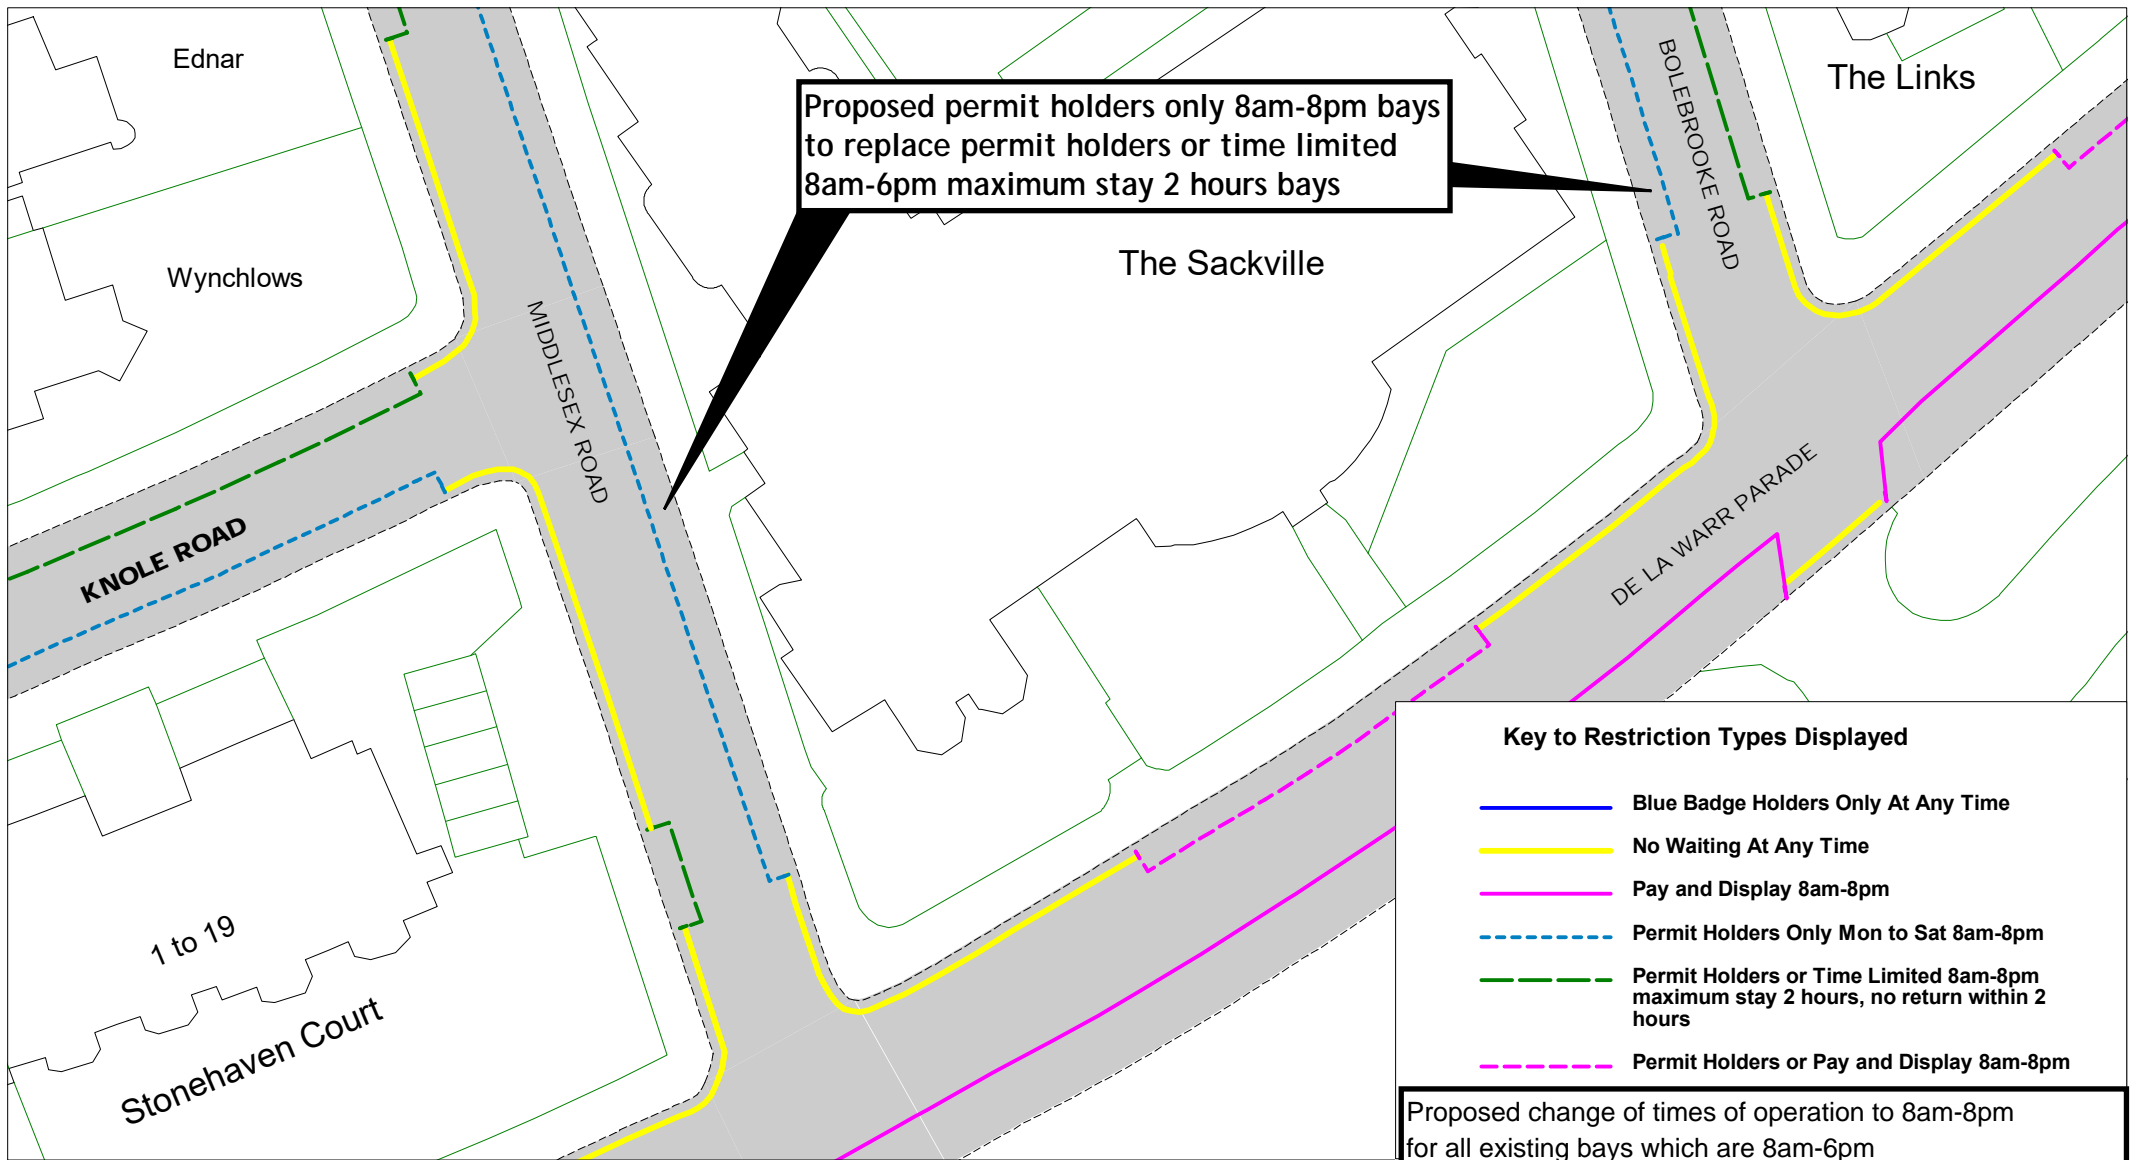 Ednar
BOLEBROOKE ROAD
The Links
Proposed permit holders only 8am-8pm bays
to replace permit holders or time limited
8am-6pm maximum stay 2 hours bays
Wynchlows
The Sackville
MIDDLESEX ROAD
KNOLE ROAD
DE LA WARR PARADE
1 to 19
Stonehaven Court
Key to Restriction Types Displayed
Blue Badge Holders Only At Any Time
No Waiting At Any Time
Pay and Display 8am-8pm
Permit Holders Only Mon to Sat 8am-8pm
Permit Holders or Time Limited 8am-8pm
maximum stay 2 hours, no return within 2
hours
Permit Holders or Pay and Display 8am-8pm
Proposed change of times of operation to 8am-8pm
for all existing bays which are 8am-6pm